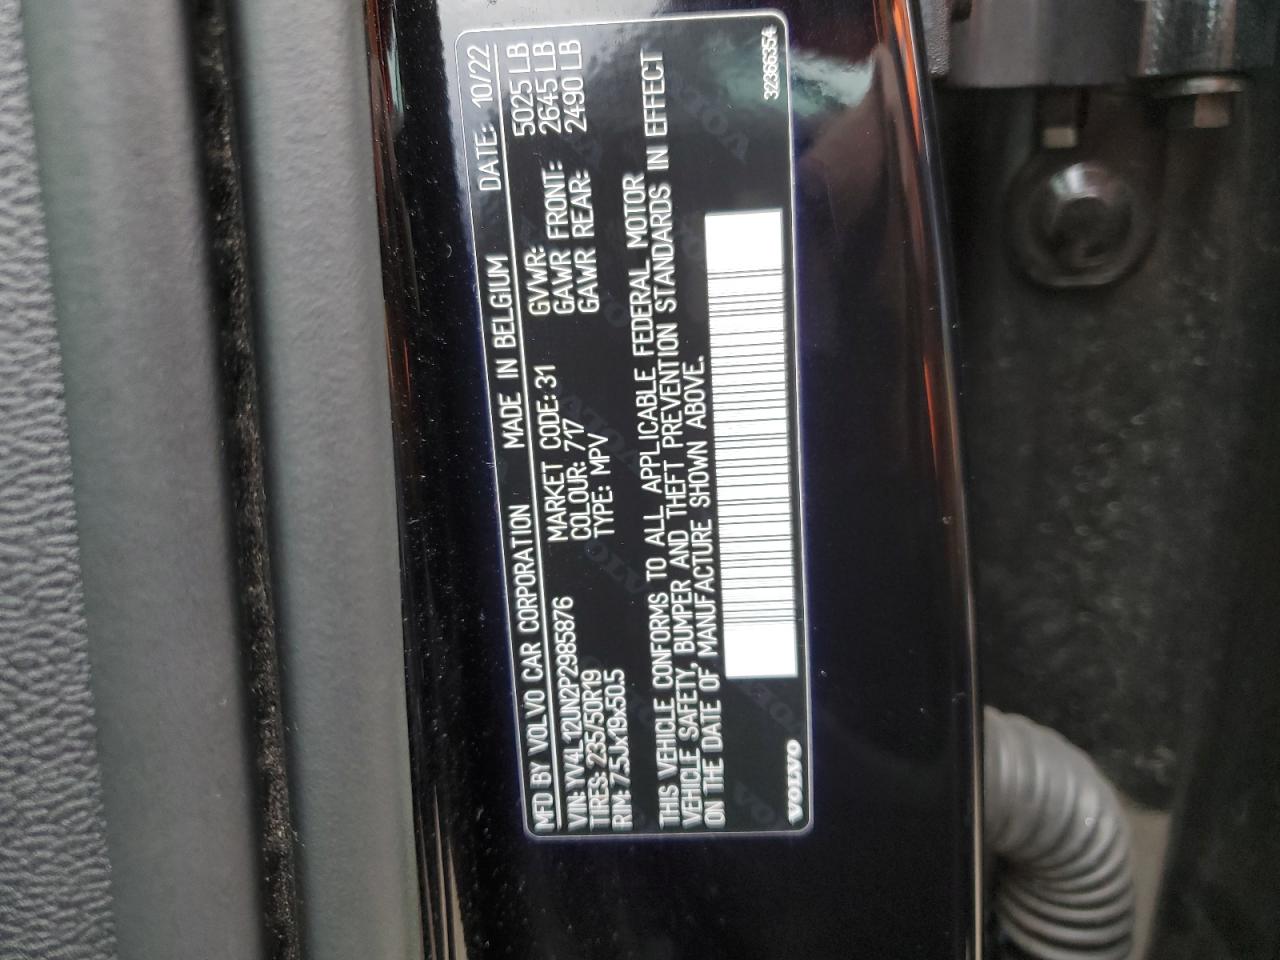 MFD BY VOLVO CAR CORPORATION MADE IN BELGIUM DATE: 10/22
VIN: YV4L12UN2P2985876 MARKET CODE: 31 GVWR: 5025 LB
TIRES: 235/50R19 COLOUR: 717 GAWR FRONT: 2645 LB
RIM: 7.5Jx19x50.5 TYPE: MPV GAWR REAR: 2490 LB
THIS VEHICLE CONFORMS TO ALL APPLICABLE FEDERAL MOTOR
VEHICLE SAFETY, BUMPER AND THEFT PREVENTION STANDARDS IN EFFECT
ON THE DATE OF MANUFACTURE SHOWN ABOVE.
VOLVO 32366354